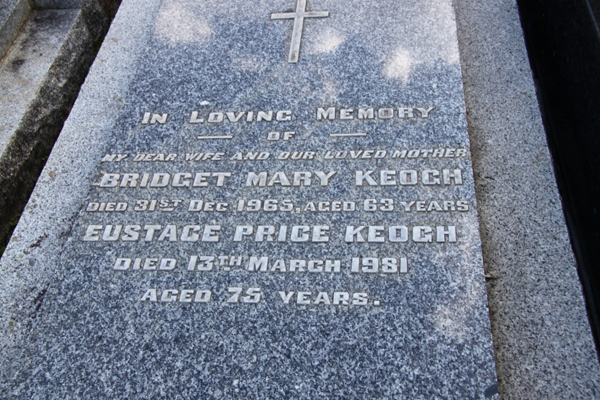 In Loving Memory
— OF —
MY DEAR WIFE AND OUR LOVED MOTHER
BRIDGET MARY KEOGH
DIED 31ST DEC. 1965, AGED 63 YEARS
EUSTACE PRICE KEOGH
DIED 13TH MARCH 1981
AGED 75 YEARS.